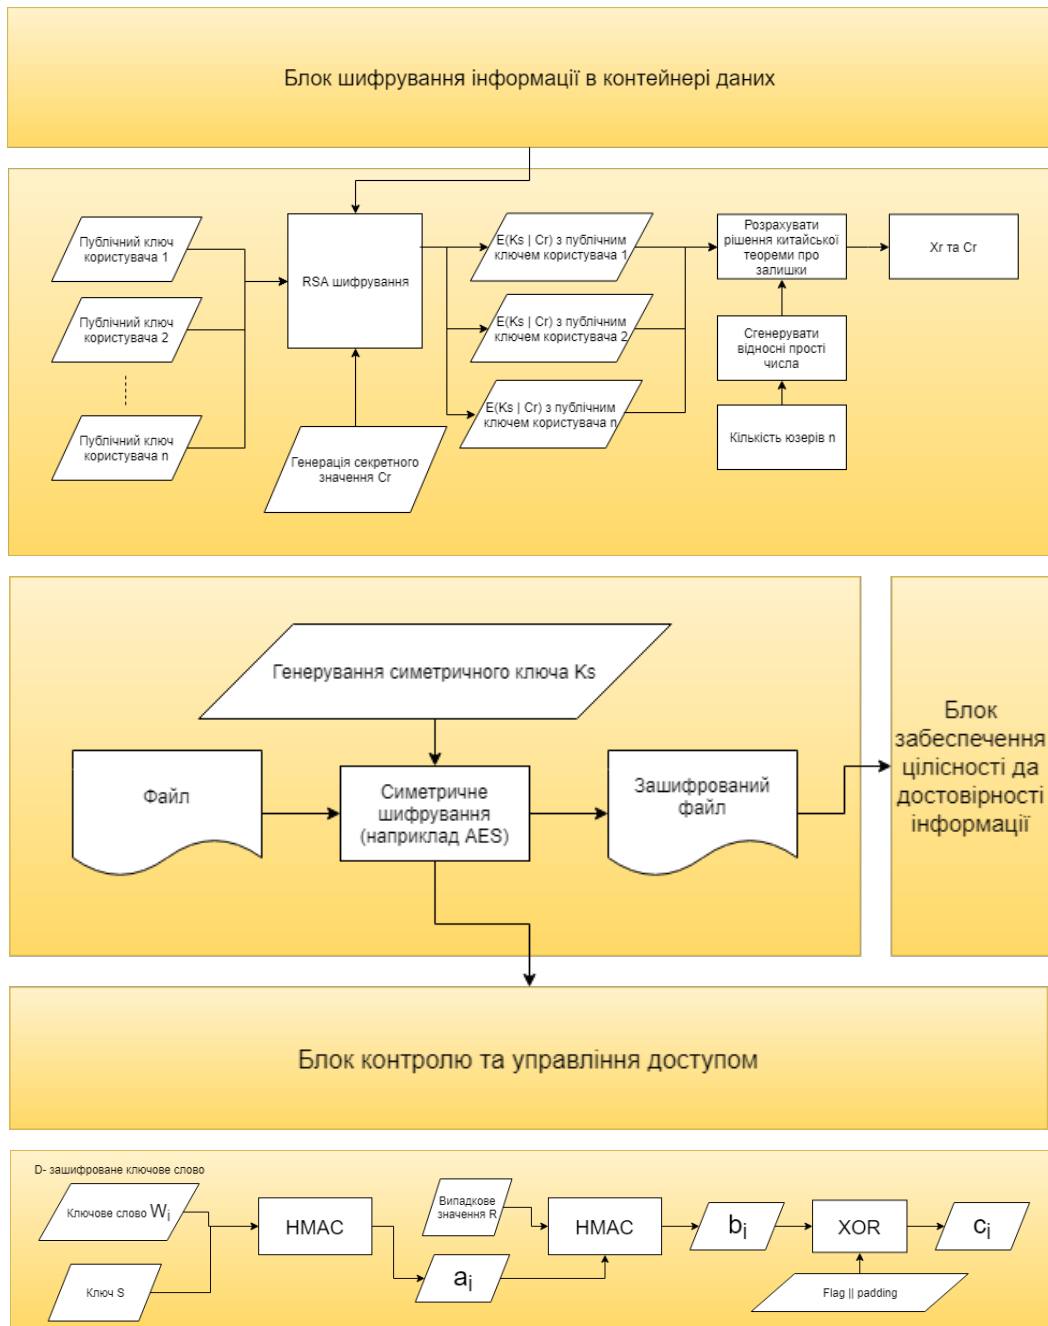 Блок шифрування інформації в контейнері даних
Публічний ключ
користувача 1
Публічний ключ
користувача 2
Публічний ключ
користувача n
RSA шифрування
Генерація секретного
значення Cr
E(Ks | Cr) з публічним
ключем користувача 1
E(Ks | Cr) з публічним
ключем користувача 2
E(Ks | Cr) з публічним
ключем користувача n
Розрахувати
рішення китайської
теореми про
залишки
Xr та Cr
Сгенерувати
відносні прості
числа
Кількість юзерів n
Генерування симетричного ключа Ks
Файл
Симетричне
шифрування
(наприклад AES)
Зашифрований
файл
Блок
забеспечення
цілісності да
достовірності
інформації
Блок контролю та управління доступом
D- зашифроване ключове слово
Ключове слово Wi
Ключ S
HMAC
ai
Випадкове
значення R
HMAC
bi
XOR
ci
Flag || padding